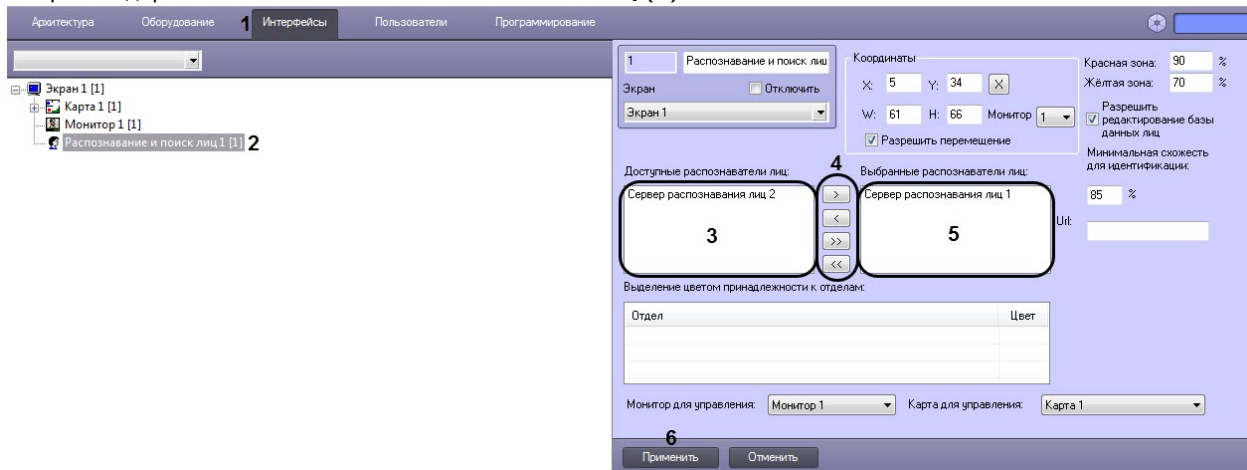 Архитектура Оборудование 1 Интерфейсы Пользователи Программирование
Экран 1 [1]
Карта 1 [1]
Монитор 1 [1]
Распознавание и поиск лиц 1 [1] 2
1 Распознавание и поиск лиц
Экран Отключить
Экран 1
Координаты
X: 5 Y: 34 X
W: 61 H: 66 Монитор 1
Разрешить перемещение
Красная зона: 90 %
Жёлтая зона: 70 %
Разрешить
редактирование базы
данных лиц
Минимальная схожесть
для идентификации:
85 %
Url:
Доступные распознаватели лиц: 4 Выбранные распознаватели лиц:
Сервер распознавания лиц 2 > Сервер распознавания лиц 1
<
3 >> 5
<<
Выделение цветом принадлежности к отделам:
Отдел Цвет
Монитор для управления: Монитор 1 Карта для управления: Карта 1
6
Применить Отменить